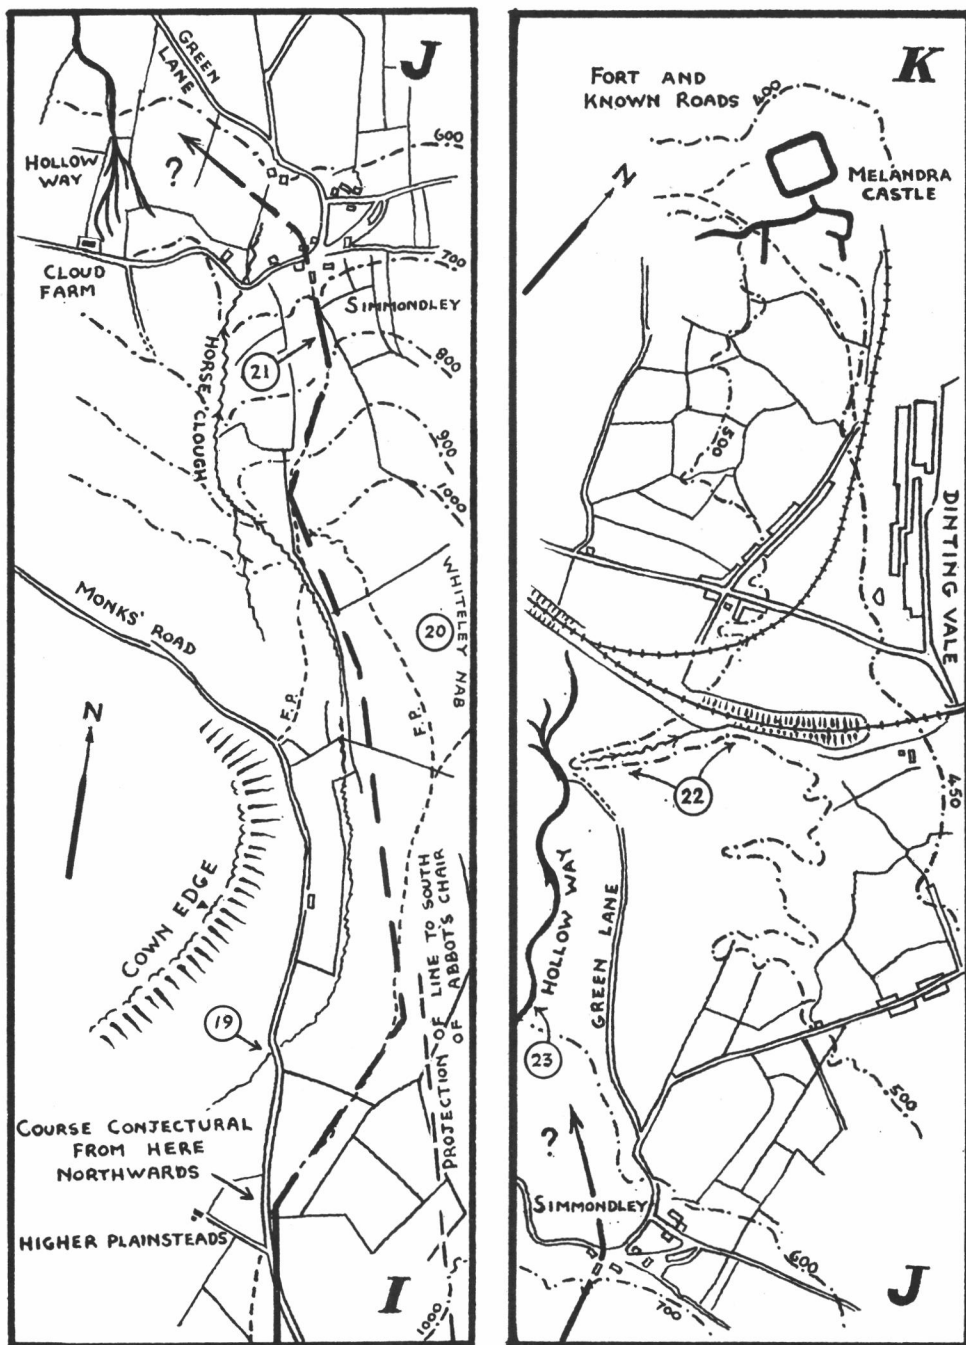 J
GREEN
LANE
600
HOLLOW
WAY
?
700
CLOUD
FARM
SIMMONDLEY
HORSE CLOUGH
21
800
900
1000
MONKS' ROAD
WHITELEY NAB
20
F.P.
F.P.
N
COWN EDGE
PROJECTION OF LINE TO SOUTH
OF ABBOT'S CHAIR
19
COURSE CONJECTURAL
FROM HERE
NORTHWARDS
HIGHER PLAINSTEADS
I
1000
K
FORT AND
KNOWN ROADS
400
N
MELANDRA
CASTLE
500
DINTING VALE
22
450
HOLLOW WAY
GREEN LANE
23
500
?
SIMMONDLEY
600
700
J